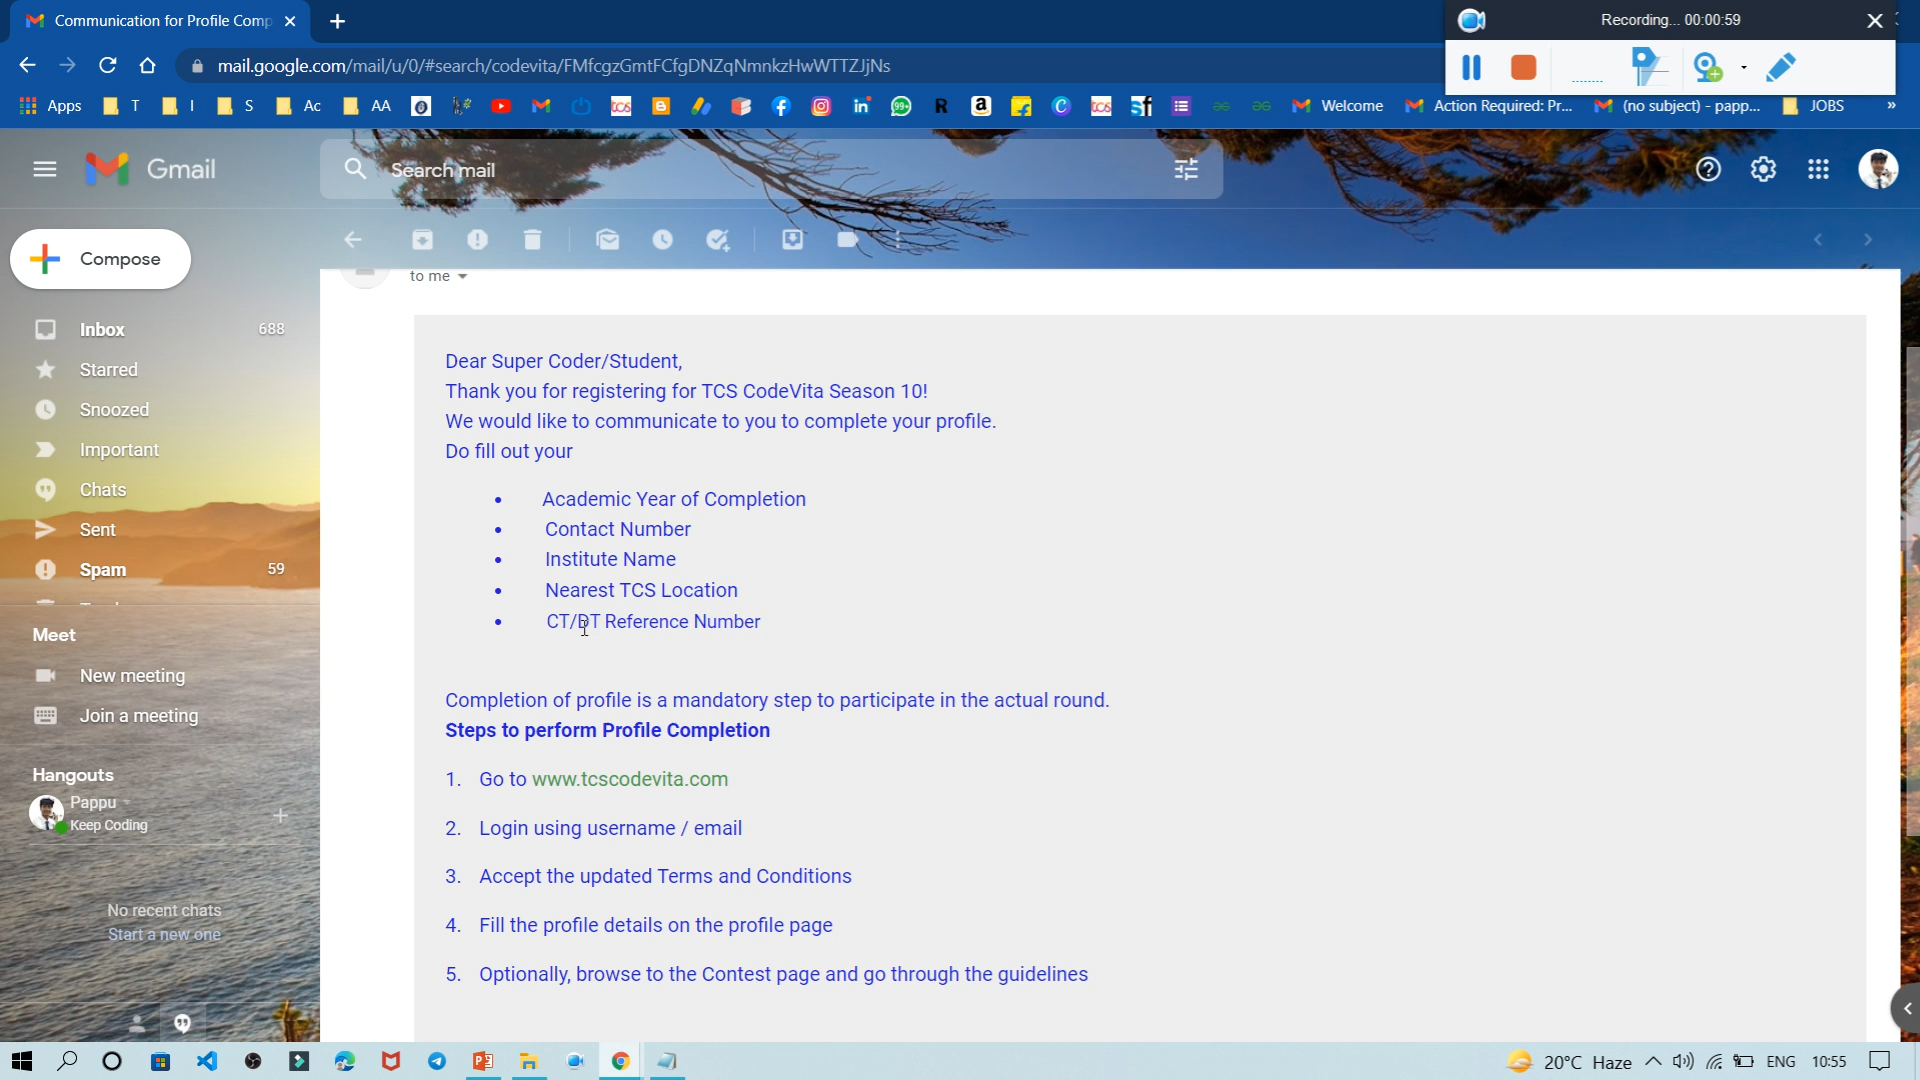 Communication for Profile Comp
Recording... 00:00:59
mail.google.com/mail/u/0/#search/codevita/FMfcgzGmtFCfgDNZqNmnkzHwWTTZJjNs
Apps T I S Ac AA tcs 99+ R a tcs Welcome Action Required: Pr... (no subject) - papp... JOBS »
Gmail
Search mail
Compose
to me
Inbox 688
Starred
Snoozed
Important
Chats
Sent
Spam 59
Meet
New meeting
Join a meeting
Hangouts
Pappu
Keep Coding
No recent chats
Start a new one
Dear Super Coder/Student,
Thank you for registering for TCS CodeVita Season 10!
We would like to communicate to you to complete your profile.
Do fill out your
• Academic Year of Completion
• Contact Number
• Institute Name
• Nearest TCS Location
• CT/DT Reference Number
Completion of profile is a mandatory step to participate in the actual round.
Steps to perform Profile Completion
1. Go to www.tcscodevita.com
2. Login using username / email
3. Accept the updated Terms and Conditions
4. Fill the profile details on the profile page
5. Optionally, browse to the Contest page and go through the guidelines
20°C Haze ENG 10:55